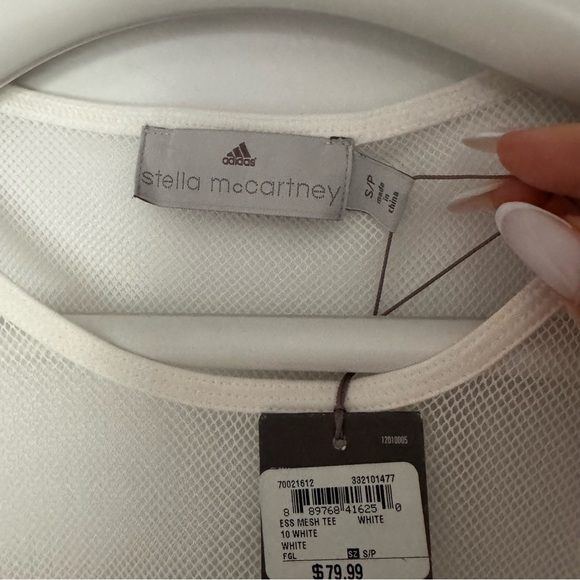 adidas
stella mccartney
S/P
made
in
china
12010005
70021612 332101477
8 89768 41625 0
ESS MESH TEE WHITE
10 WHITE
WHITE
FGL SZ S/P
$79.99